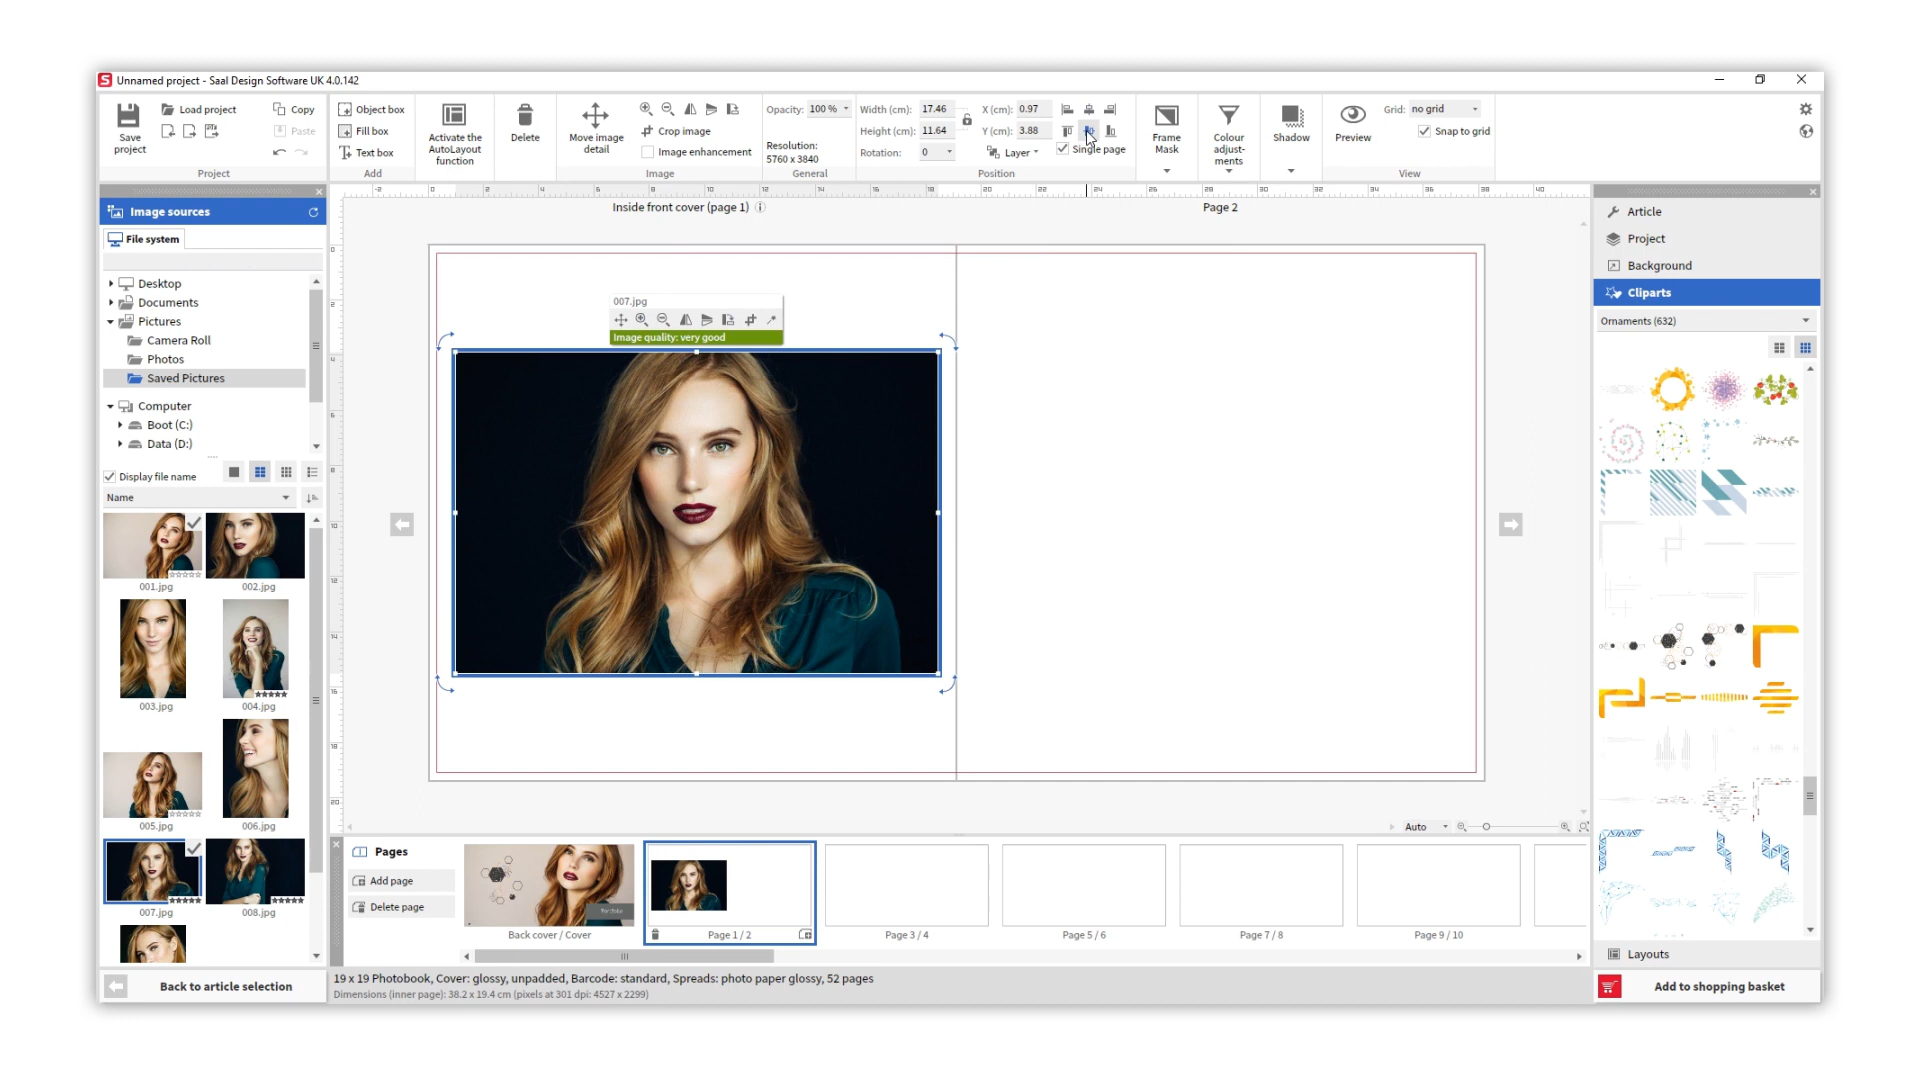 S Unnamed project - Saal Design Software UK 4.0.142
Save project
Load project
Copy
Paste
Project
Object box
Fill box
Text box
Add
Activate the AutoLayout function
Delete
Move image detail
Crop image
Image enhancement
Image
Opacity: 100 %
Resolution:
5760 x 3840
General
Width (cm): 17.46
Height (cm): 11.64
Rotation: 0
X (cm): 0.97
Y (cm): 3.88
Layer
Single page
Position
Frame Mask
Colour adjust-ments
Shadow
Preview
Grid: no grid
Snap to grid
View
Image sources
File system
Desktop
Documents
Pictures
Camera Roll
Photos
Saved Pictures
Computer
Boot (C:)
Data (D:)
Display file name
Name
001.jpg
002.jpg
003.jpg
004.jpg
005.jpg
006.jpg
007.jpg
008.jpg
Back to article selection
Inside front cover (page 1)
Page 2
007.jpg
Image quality: very good
Auto
Pages
Add page
Delete page
Back cover / Cover
Page 1 / 2
Page 3 / 4
Page 5 / 6
Page 7 / 8
Page 9 / 10
19 x 19 Photobook, Cover: glossy, unpadded, Barcode: standard, Spreads: photo paper glossy, 52 pages
Dimensions (inner page): 38.2 x 19.4 cm (pixels at 301 dpi: 4527 x 2299)
Article
Project
Background
Cliparts
Ornaments (632)
Layouts
Add to shopping basket